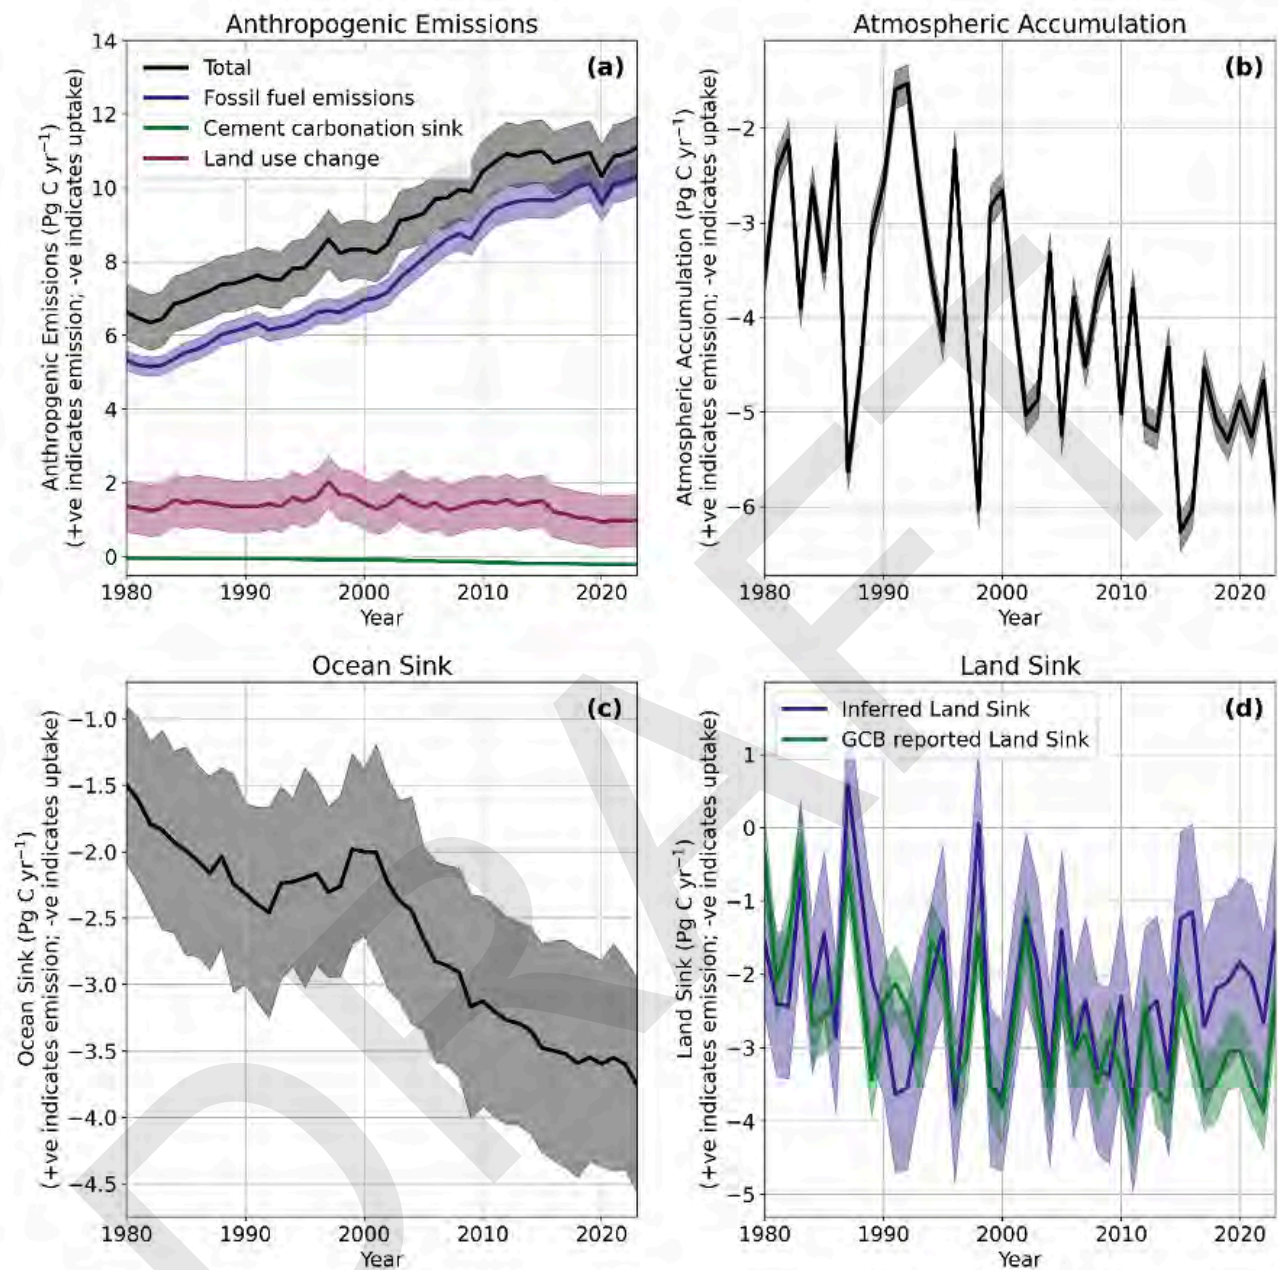 Anthropogenic Emissions
(a)
Total
Fossil fuel emissions
Cement carbonation sink
Land use change
14
12
10
8
6
4
2
0
Anthropgenic Emissions (Pg C yr⁻¹)
(+ve indicates emission; -ve indicates uptake)
1980 1990 2000 2010 2020
Year
Atmospheric Accumulation
(b)
−2
−3
−4
−5
−6
Atmospheric Accumulation (Pg C yr⁻¹)
(+ve indicates emission; -ve indicates uptake)
1980 1990 2000 2010 2020
Year
Ocean Sink
(c)
−1.0
−1.5
−2.0
−2.5
−3.0
−3.5
−4.0
−4.5
Ocean Sink (Pg C yr⁻¹)
(+ve indicates emission; -ve indicates uptake)
1980 1990 2000 2010 2020
Year
Land Sink
(d)
Inferred Land Sink
GCB reported Land Sink
1
0
−1
−2
−3
−4
−5
Land Sink (Pg C yr⁻¹)
(+ve indicates emission; -ve indicates uptake)
1980 1990 2000 2010 2020
Year
DRAFT